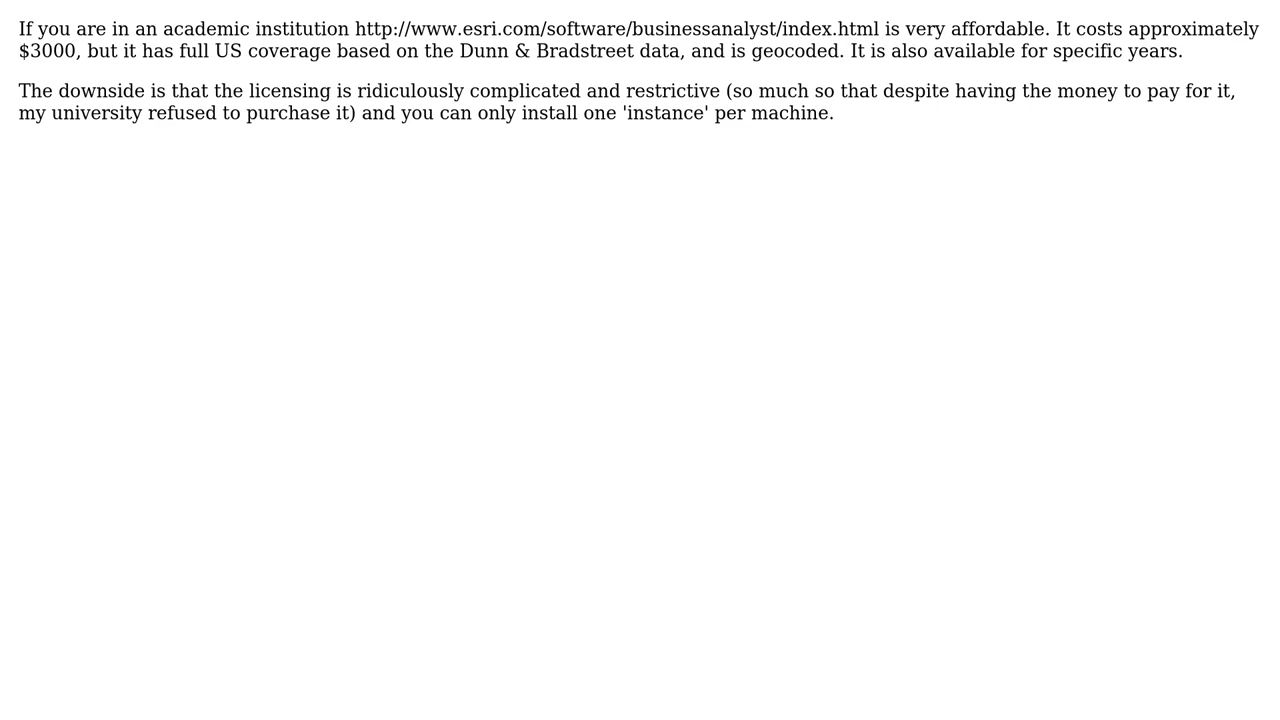 If you are in an academic institution http://www.esri.com/software/businessanalyst/index.html is very affordable. It costs approximately
$3000, but it has full US coverage based on the Dunn & Bradstreet data, and is geocoded. It is also available for specific years.
The downside is that the licensing is ridiculously complicated and restrictive (so much so that despite having the money to pay for it,
my university refused to purchase it) and you can only install one 'instance' per machine.